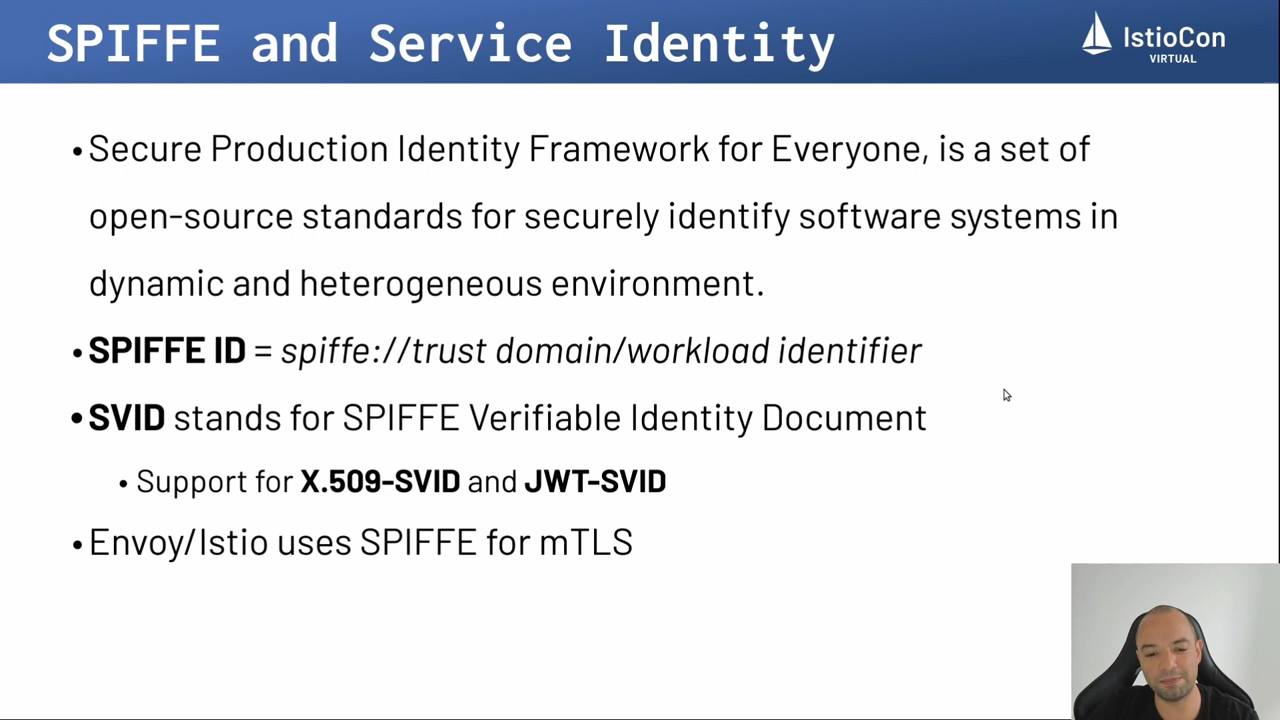 SPIFFE and Service Identity
IstioCon
VIRTUAL
• Secure Production Identity Framework for Everyone, is a set of
open-source standards for securely identify software systems in
dynamic and heterogeneous environment.
• SPIFFE ID = spiffe://trust domain/workload identifier
• SVID stands for SPIFFE Verifiable Identity Document
• Support for X.509-SVID and JWT-SVID
• Envoy/Istio uses SPIFFE for mTLS